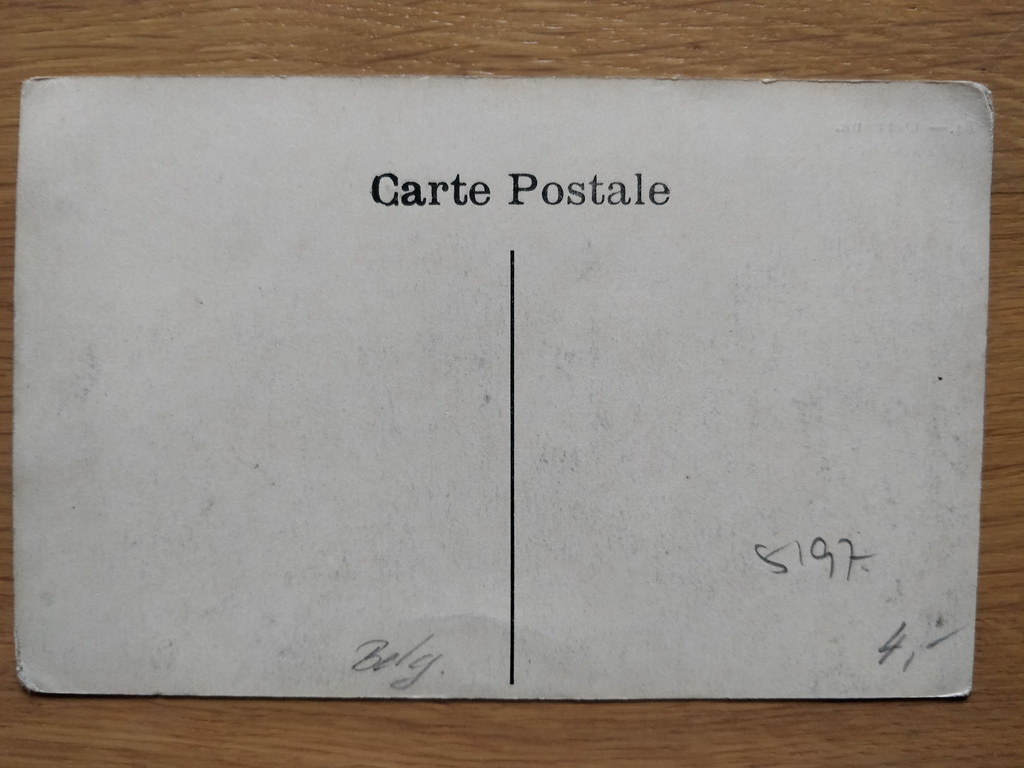 Carte Postale
5197.
Belg.
4,-